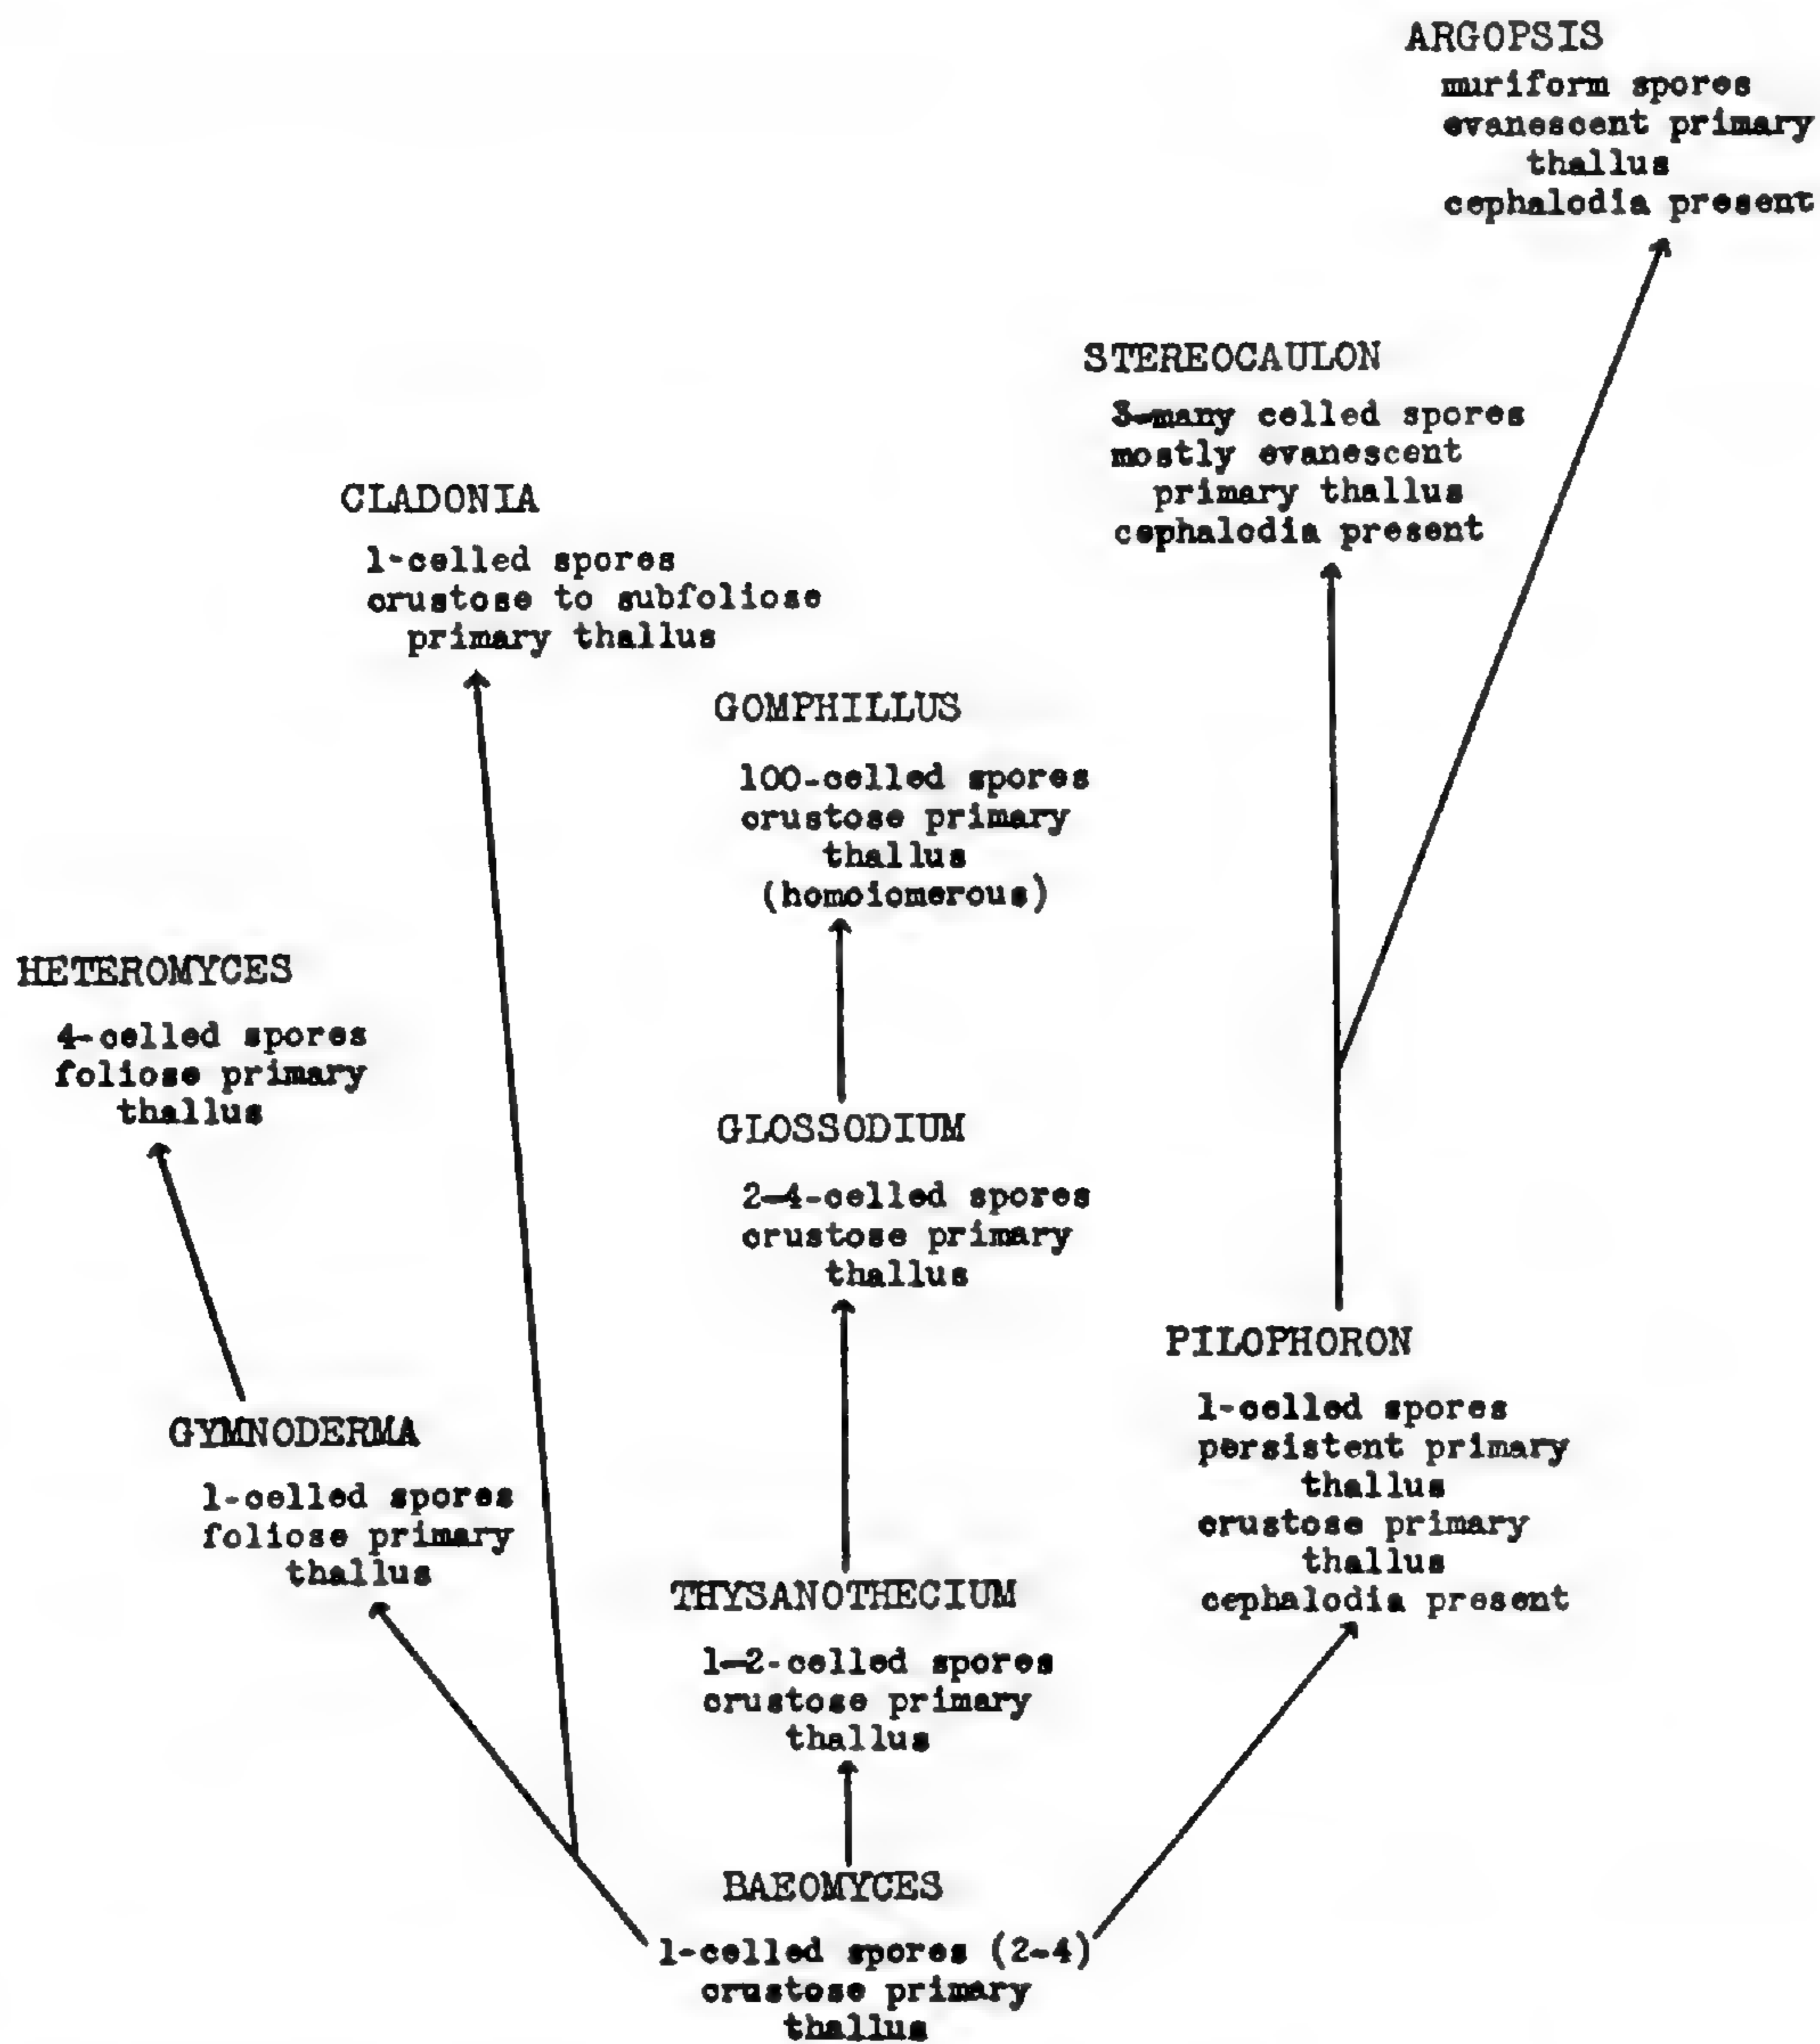 ARGOPSIS
muriform spores
evanescent primary
thallus
cephalodia present
STEREOCAULON
3-many celled spores
mostly evanescent
primary thallus
cephalodia present
CLADONIA
1-celled spores
crustose to subfoliose
primary thallus
GOMPHILLUS
100-celled spores
crustose primary
thallus
(homoiomerous)
HETEROMYCES
4-celled spores
foliose primary
thallus
GLOSSODIUM
2-4-celled spores
crustose primary
thallus
PILOPHORON
1-celled spores
persistent primary
thallus
crustose primary
thallus
cephalodia present
GYMNODERMA
1-celled spores
foliose primary
thallus
THYSANOTHECIUM
1-2-celled spores
crustose primary
thallus
BAEOMYCES
1-celled spores (2-4)
crustose primary
thallus